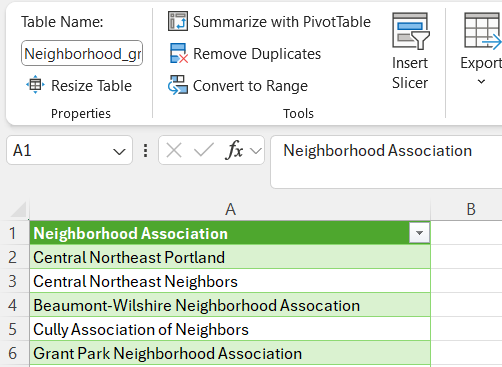 Table Name:
Neighborhood_gr
Resize Table
Properties
Summarize with PivotTable
Remove Duplicates
Convert to Range
Tools
Insert
Slicer
Export
A1
fx
Neighborhood Association
A B
1 Neighborhood Association
2 Central Northeast Portland
3 Central Northeast Neighbors
4 Beaumont-Wilshire Neighborhood Assocation
5 Cully Association of Neighbors
6 Grant Park Neighborhood Association